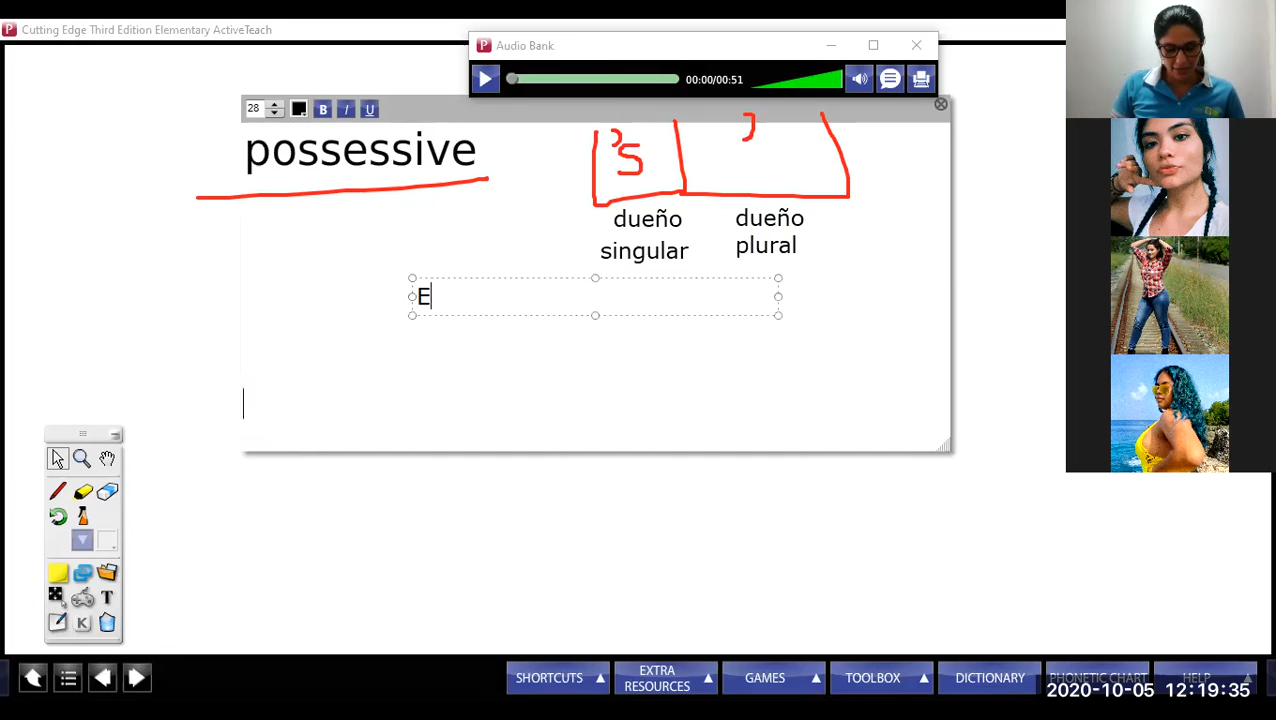 Cutting Edge Third Edition Elementary ActiveTeach
Audio Bank
00:00/00:51
28
B I U
possessive
's
'
dueño
singular
dueño
plural
E
T
K
SHORTCUTS
EXTRA
RESOURCES
GAMES
TOOLBOX
DICTIONARY
PHONETIC CHART
HELP
2020-10-05 12:19:35